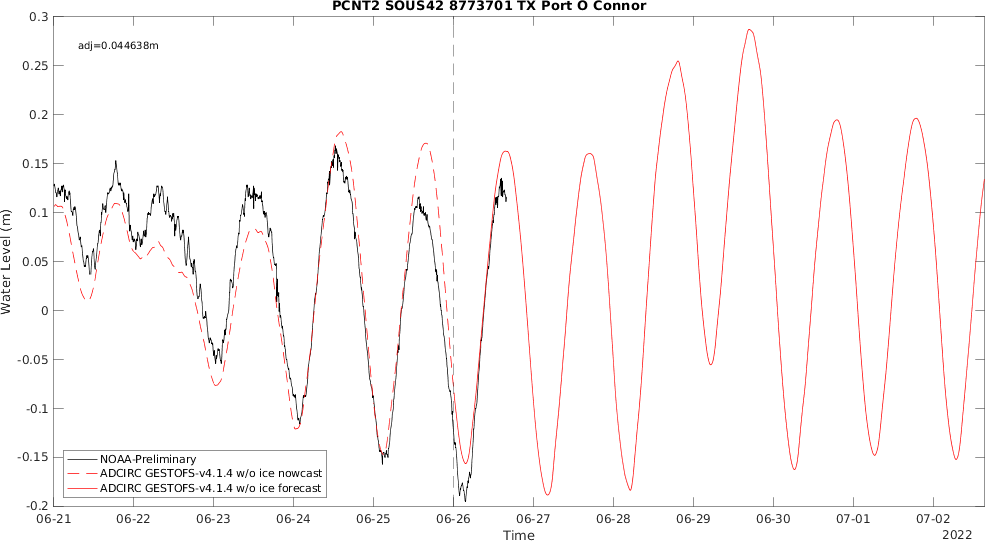 PCNT2 SOUS42 8773701 TX Port O Connor
adj=0.044638m
Water Level (m)
0.3
0.25
0.2
0.15
0.1
0.05
0
-0.05
-0.1
-0.15
-0.2
NOAA-Preliminary
ADCIRC GESTOFS-v4.1.4 w/o ice nowcast
ADCIRC GESTOFS-v4.1.4 w/o ice forecast
06-21 06-22 06-23 06-24 06-25 06-26 06-27 06-28 06-29 06-30 07-01 07-02
Time
2022